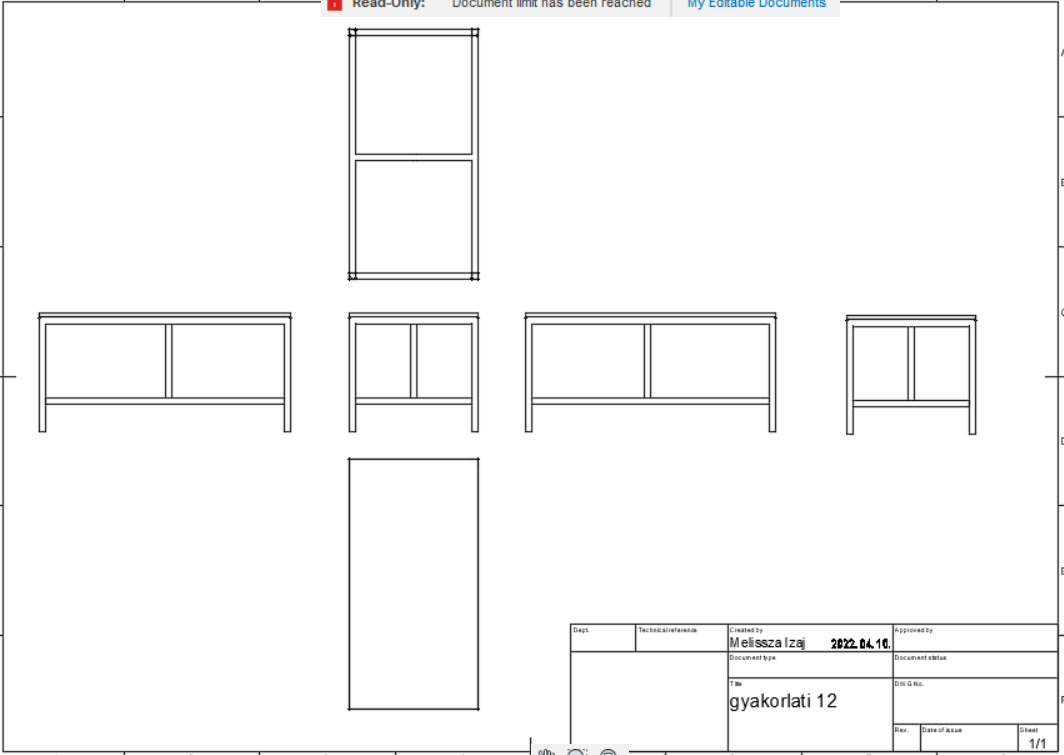 Read-Only: Document limit has been reached My Editable Documents
Dept. Technical reference Created by Approved by
Melissza Izaj 2022.04.10.
Document type Document status
Title DWG No.
gyakorlati 12
Rev. Date of issue Sheet
1/1